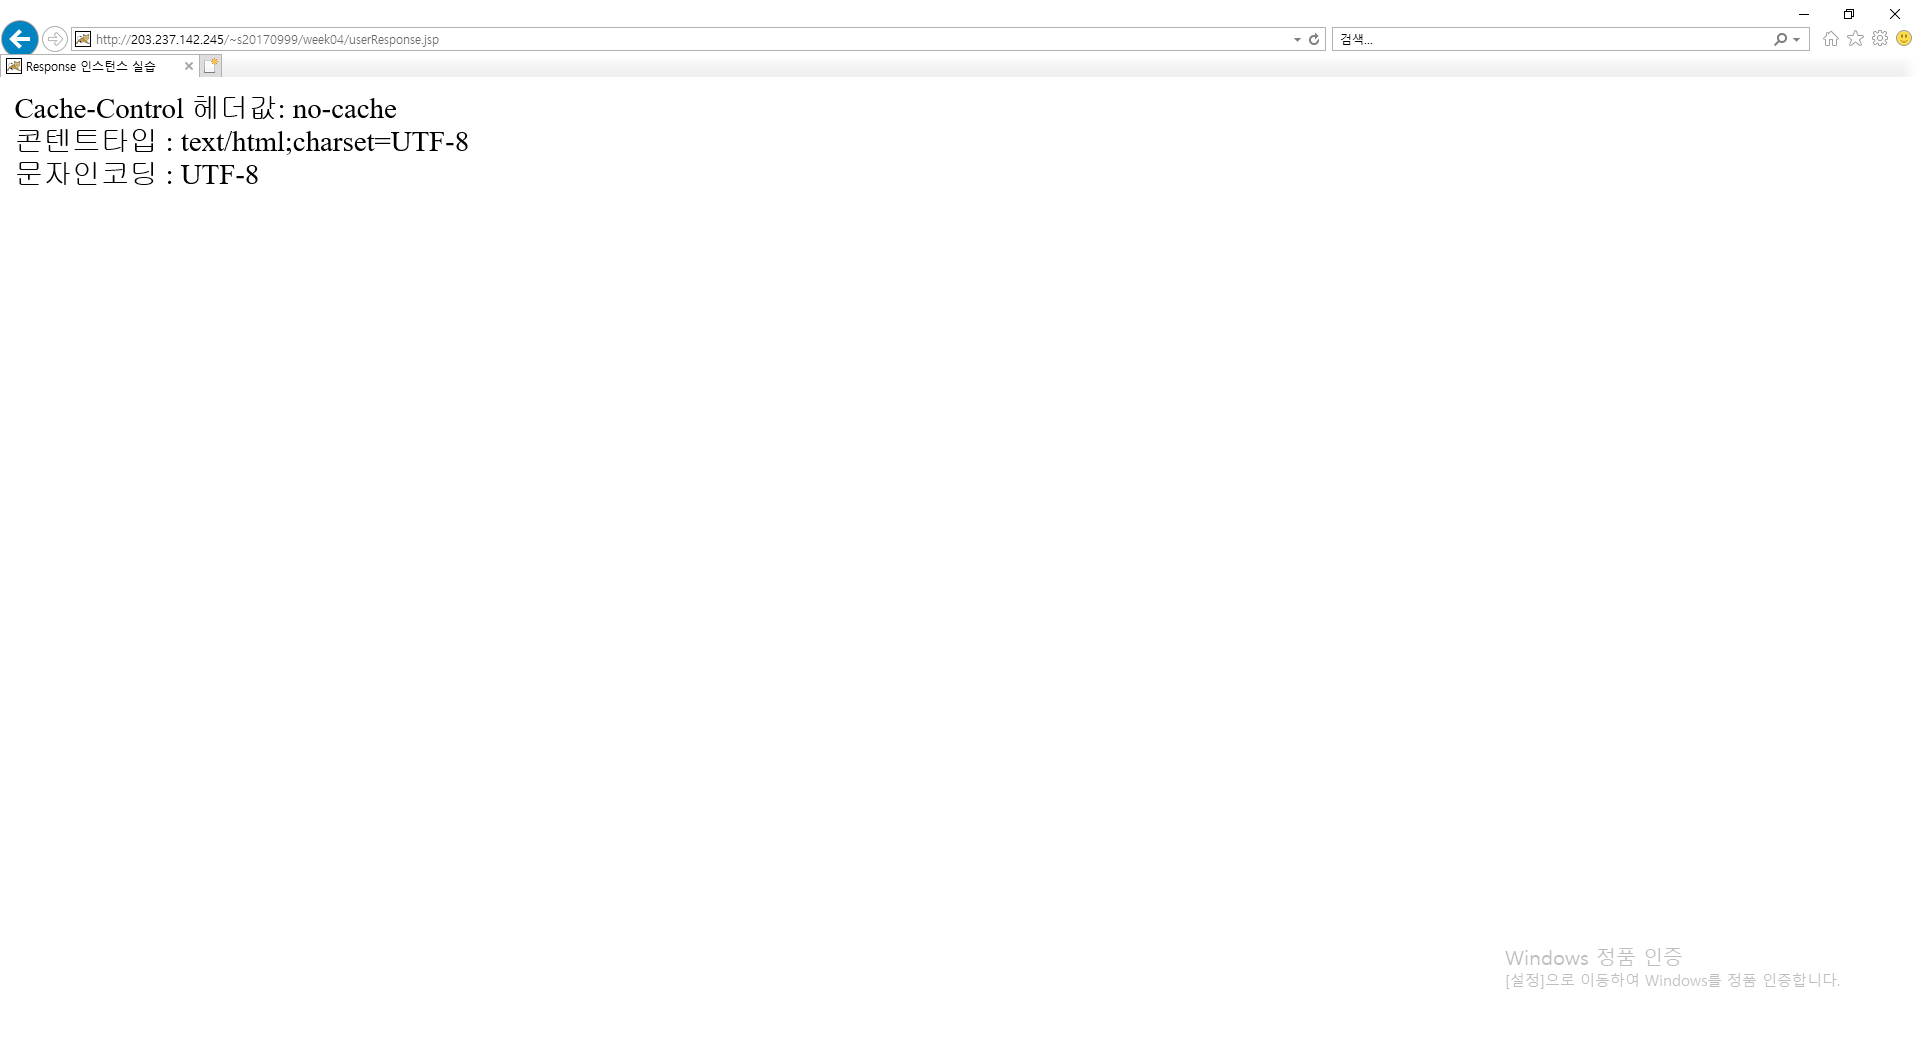 http://203.237.142.245/~s20170999/week04/userResponse.jsp
검색...
Response 인스턴스 실습
Cache-Control 헤더값: no-cache
콘텐트타입 : text/html;charset=UTF-8
문자인코딩 : UTF-8
Windows 정품 인증
[설정]으로 이동하여 Windows를 정품 인증합니다.